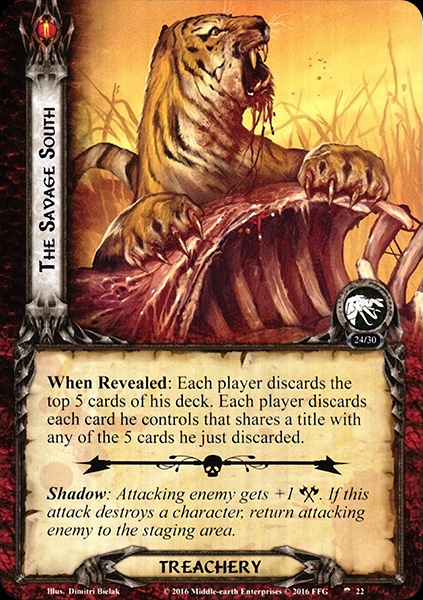 THE SAVAGE SOUTH
24/30
When Revealed: Each player discards the
top 5 cards of his deck. Each player discards
each card he controls that shares a title with
any of the 5 cards he just discarded.
Shadow: Attacking enemy gets +1 . If this
attack destroys a character, return attacking
enemy to the staging area.
TREACHERY
Illus. Dimitri Bielak © 2016 Middle-earth Enterprises © 2016 FFG 22